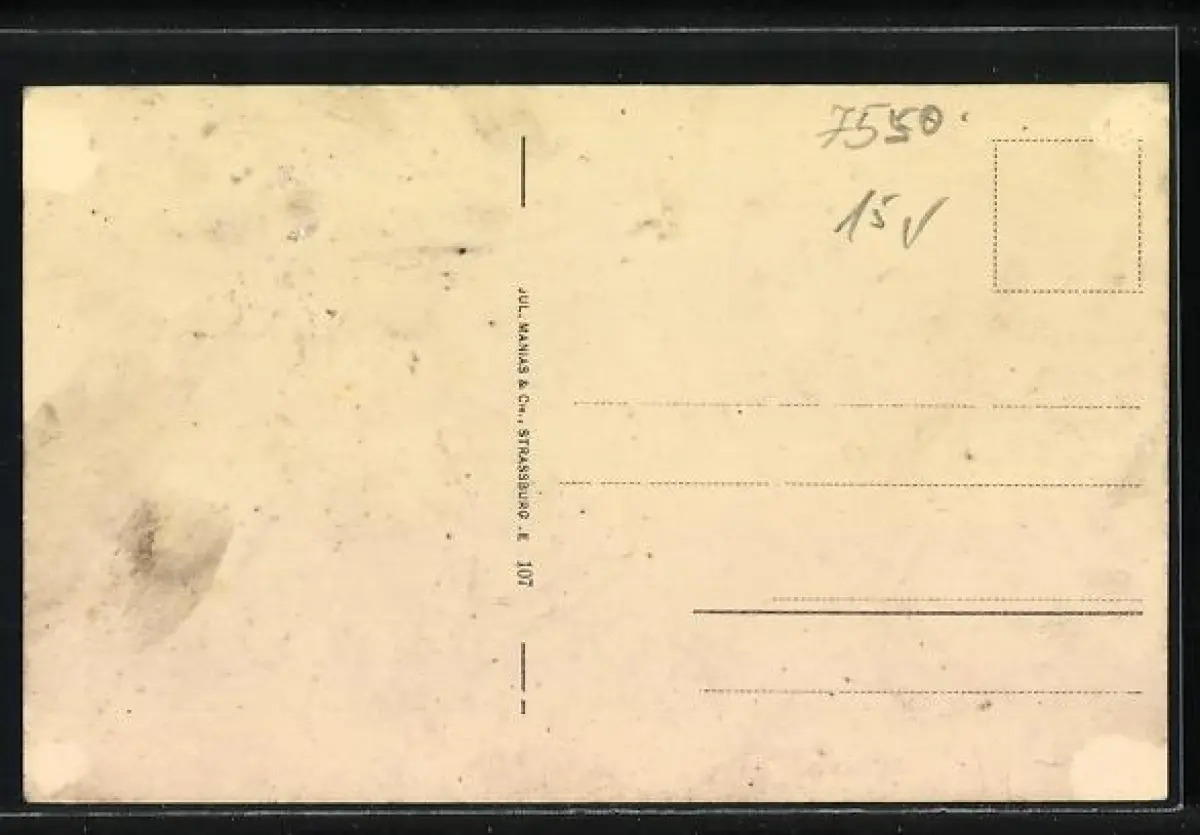 7550.
15 √
JUL. MANIAS & Cie., STRASSBURG . E 107